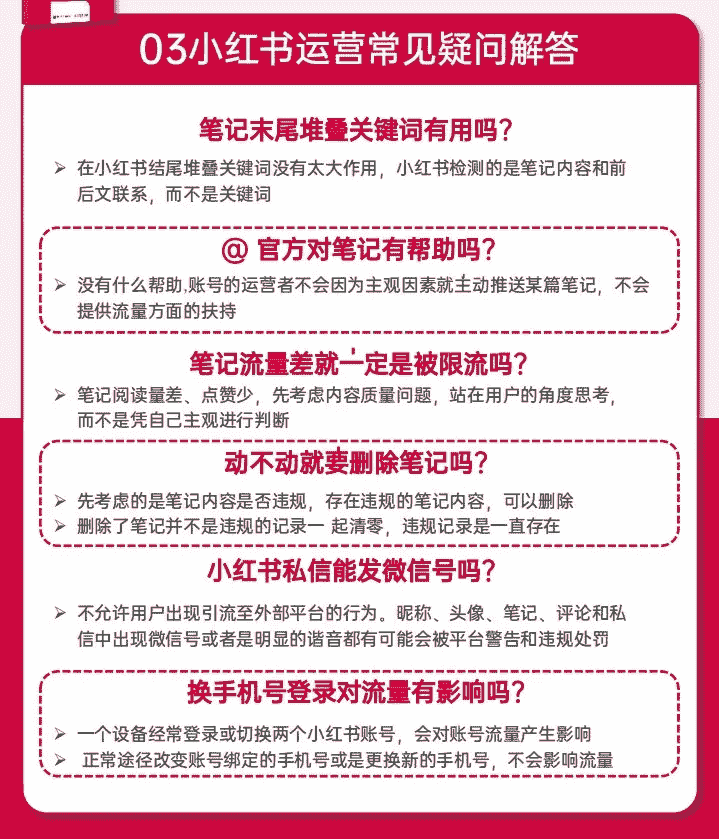 03小红书运营常见疑问解答
笔记末尾堆叠关键词有用吗？
➢ 在小红书结尾堆叠关键词没有太大作用，小红书检测的是笔记内容和前
后文联系，而不是关键词
@ 官方对笔记有帮助吗？
➢ 没有什么帮助,账号的运营者不会因为主观因素就主动推送某篇笔记，不会
提供流量方面的扶持
笔记流量差就一定是被限流吗？
➢ 笔记阅读量差、点赞少，先考虑内容质量问题，站在用户的角度思考，
而不是凭自己主观进行判断
动不动就要删除笔记吗？
➢ 先考虑的是笔记内容是否违规，存在违规的笔记内容，可以删除
➢ 删除了笔记并不是违规的记录一 起清零，违规记录是一直存在
小红书私信能发微信号吗？
➢ 不允许用户出现引流至外部平台的行为。昵称、头像、笔记、评论和私
信中出现微信号或者是明显的谐音都有可能会被平台警告和违规处罚
换手机号登录对流量有影响吗？
➢ 一个设备经常登录或切换两个小红书账号，会对账号流量产生影响
➢ 正常途径改变账号绑定的手机号或是更换新的手机号，不会影响流量